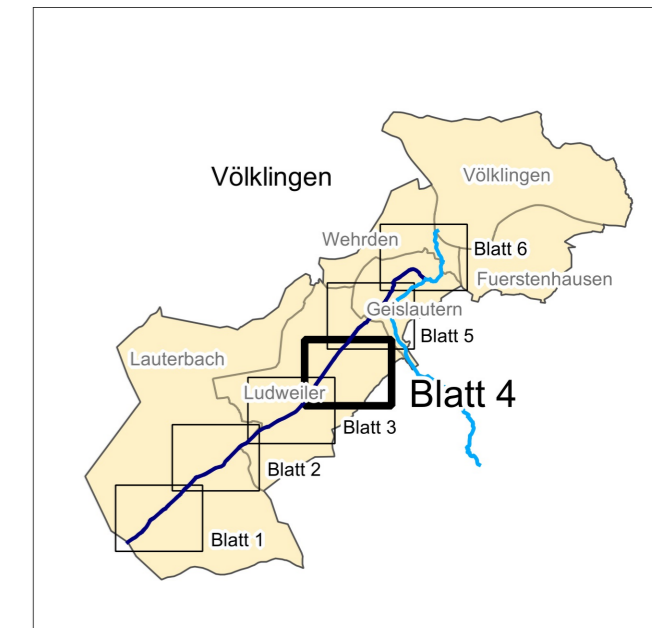 Völklingen
Völklingen
Wehrden
Blatt 6
Fuerstenhausen
Geislautern
Blatt 5
Lauterbach
Ludweiler
Blatt 4
Blatt 3
Blatt 2
Blatt 1